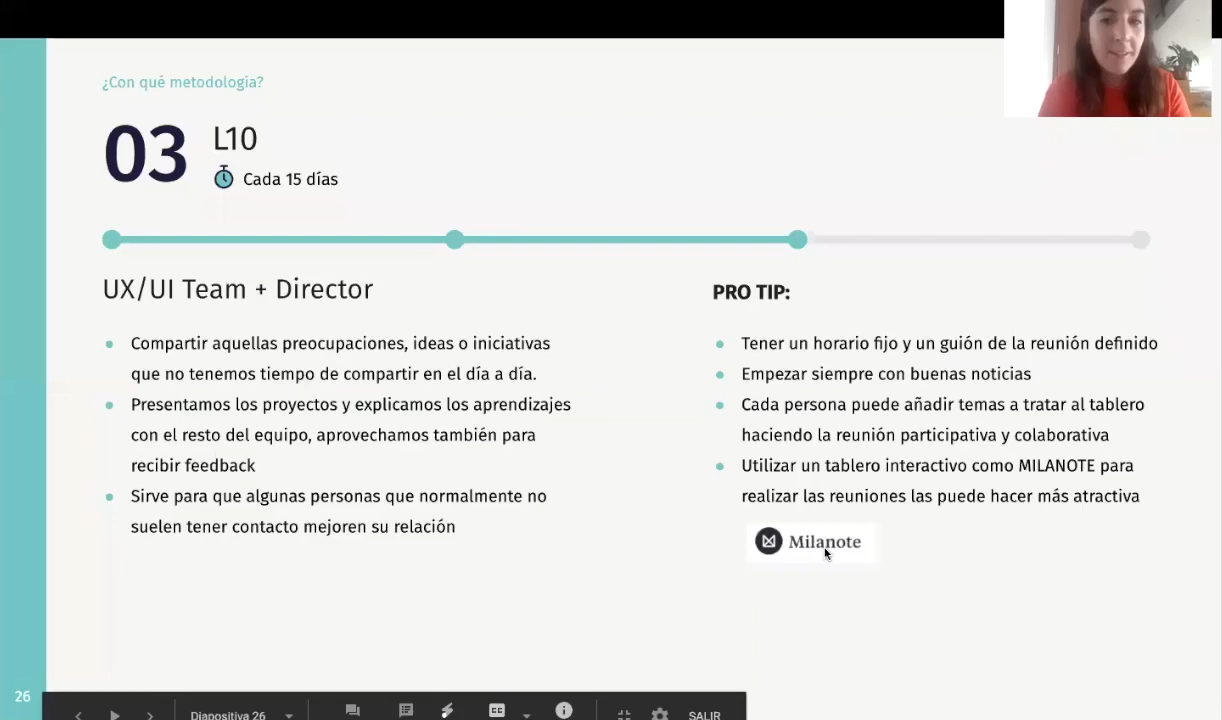 ¿Con qué metodología?
03
L10
Cada 15 días
UX/UI Team + Director
Compartir aquellas preocupaciones, ideas o iniciativas
que no tenemos tiempo de compartir en el día a día.
Presentamos los proyectos y explicamos los aprendizajes
con el resto del equipo, aprovechamos también para
recibir feedback
Sirve para que algunas personas que normalmente no
suelen tener contacto mejoren su relación
PRO TIP:
Tener un horario fijo y un guión de la reunión definido
Empezar siempre con buenas noticias
Cada persona puede añadir temas a tratar al tablero
haciendo la reunión participativa y colaborativa
Utilizar un tablero interactivo como MILANOTE para
realizar las reuniones las puede hacer más atractiva
Milanote
26
Diapositiva 26
CC
SALIR